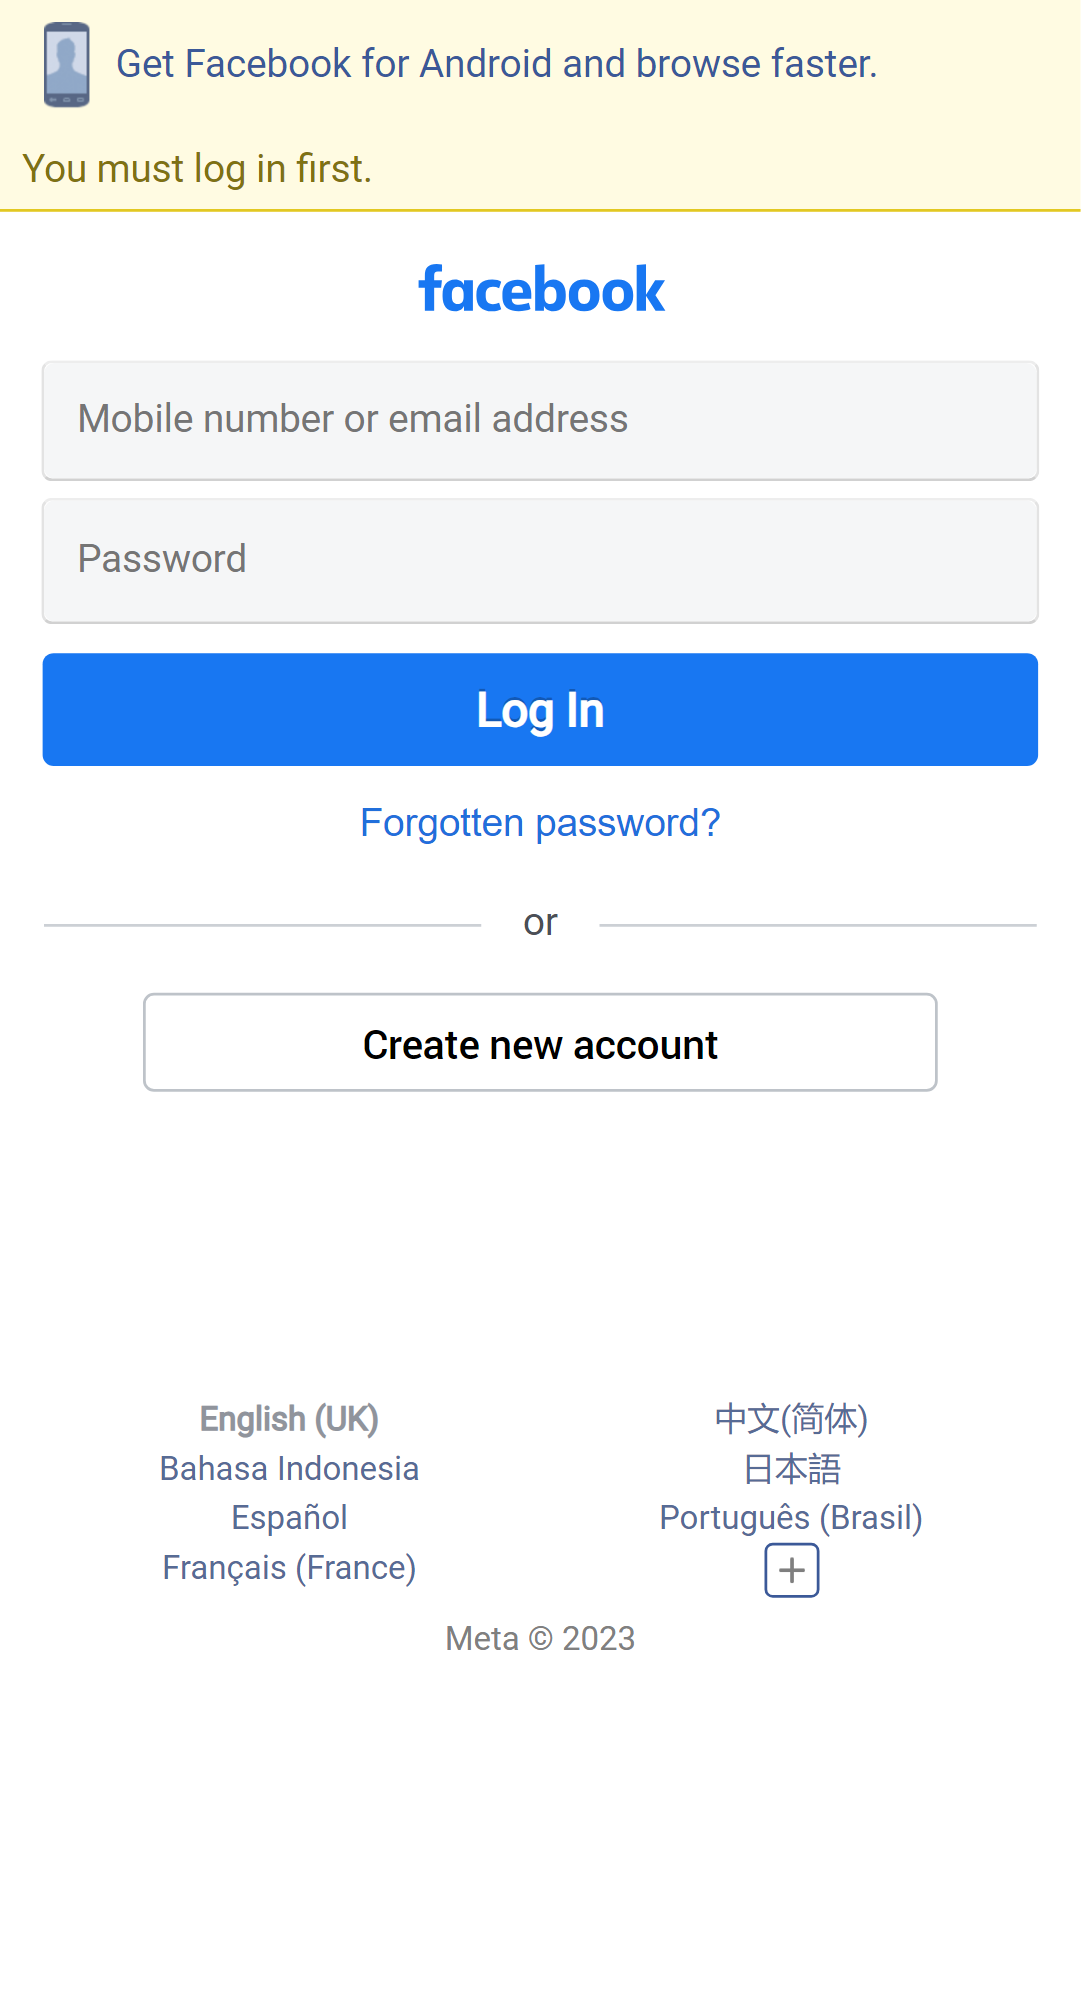 Get Facebook for Android and browse faster.
You must log in first.
facebook
Mobile number or email address
Password
Log In
Forgotten password?
or
Create new account
English (UK)
中文(简体)
Bahasa Indonesia
日本語
Español
Português (Brasil)
Français (France)
Meta © 2023